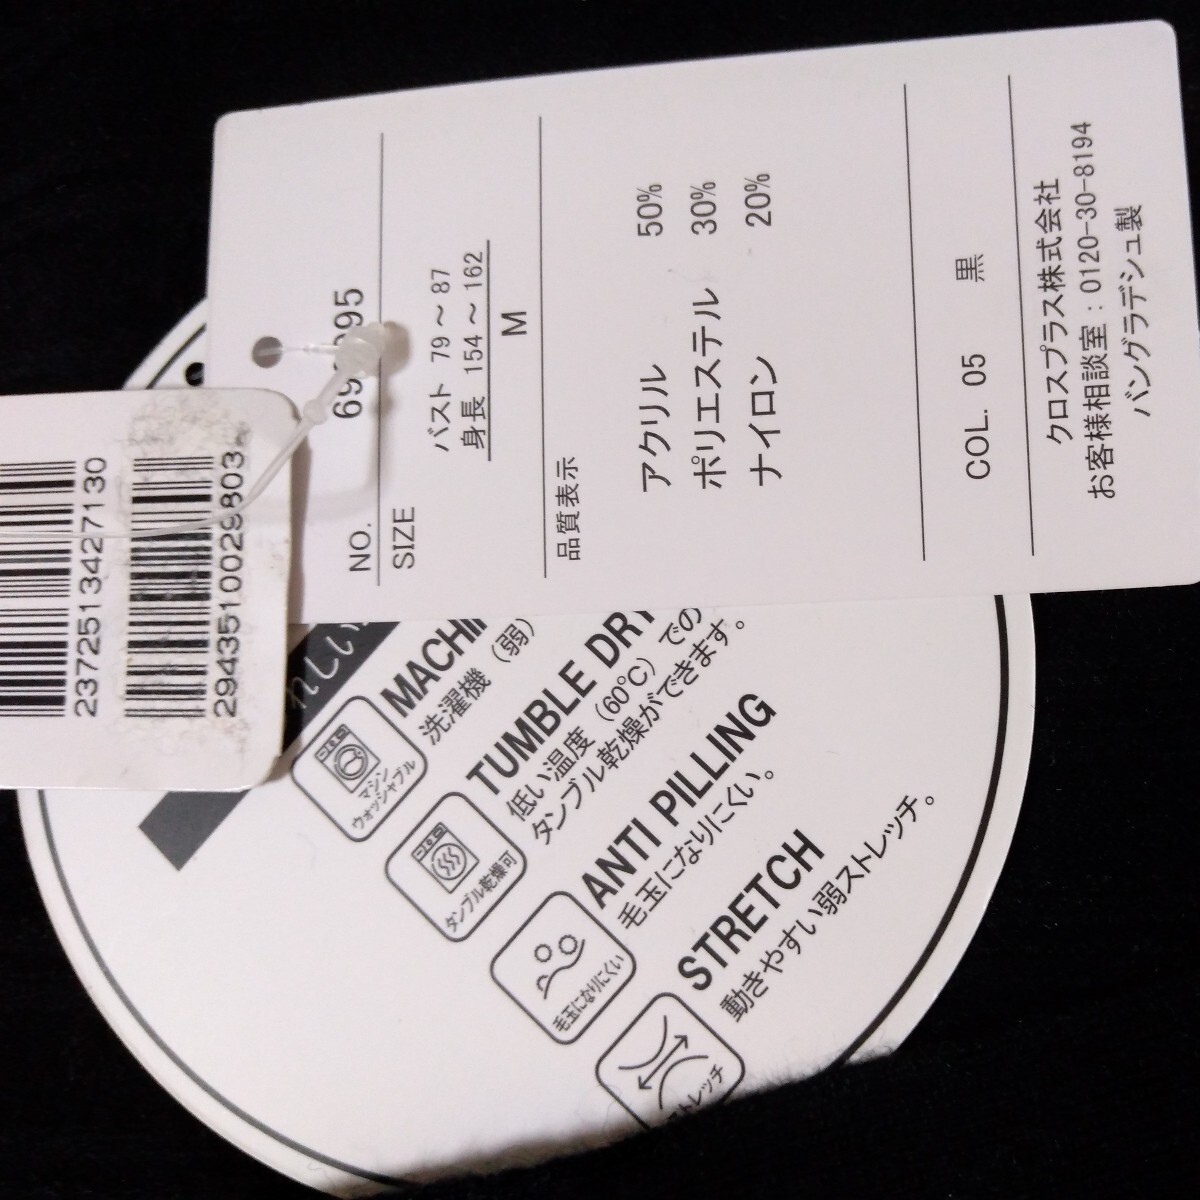 NO.
SIZE
バスト 79～87
身長 154～162
M
品質表示
アクリル 50%
ポリエステル 30%
ナイロン 20%
COL. 05 黒
クロスプラス株式会社
お客様相談室：0120-30-8194
バングラデシュ製
2372513427130
2943510029803
マシン
ウォッシャブル
洗濯機（弱）
タンブル乾燥可
TUMBLE DRY
低い温度（60℃）での
タンブル乾燥ができます。
毛玉になりにくい
ANTI PILLING
毛玉になりにくい。
ストレッチ
STRETCH
動きやすい弱ストレッチ。